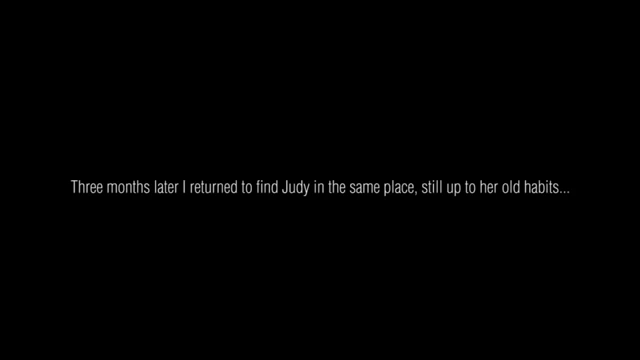 Three months later I returned to find Judy in the same place, still up to her old habits...